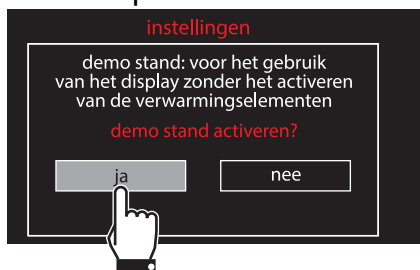 instellingen
demo stand: voor het gebruik
van het display zonder het activeren
van de verwarmingselementen
demo stand activeren?
ja
nee